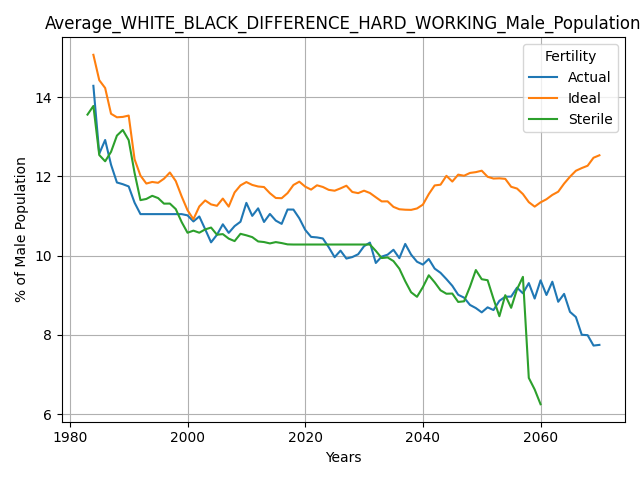 Average_WHITE_BLACK_DIFFERENCE_HARD_WORKING_Male_Population
Fertility
Actual
Ideal
Sterile
% of Male Population
14
12
10
8
6
1980
2000
2020
2040
2060
Years